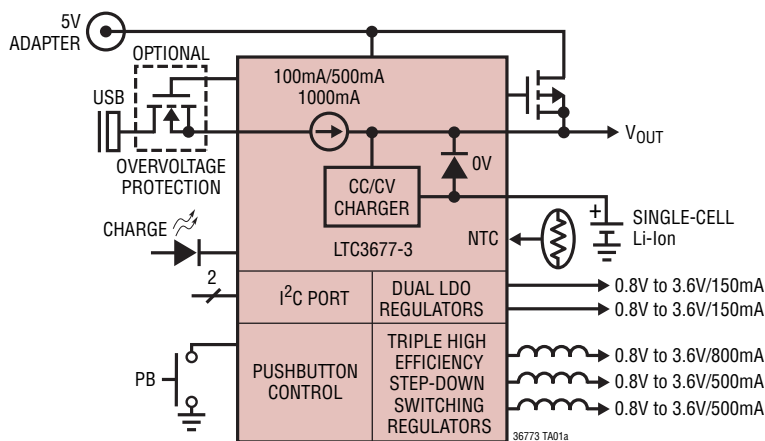 5V
ADAPTER
OPTIONAL
USB
OVERVOLTAGE
PROTECTION
100mA/500mA
1000mA
V_OUT
0V
CC/CV
CHARGER
LTC3677-3
CHARGE
NTC
+
SINGLE-CELL
Li-Ion
2
I²C PORT
DUAL LDO
REGULATORS
0.8V to 3.6V/150mA
0.8V to 3.6V/150mA
PB
PUSHBUTTON
CONTROL
TRIPLE HIGH
EFFICIENCY
STEP-DOWN
SWITCHING
REGULATORS
0.8V to 3.6V/800mA
0.8V to 3.6V/500mA
0.8V to 3.6V/500mA
36773 TA01a